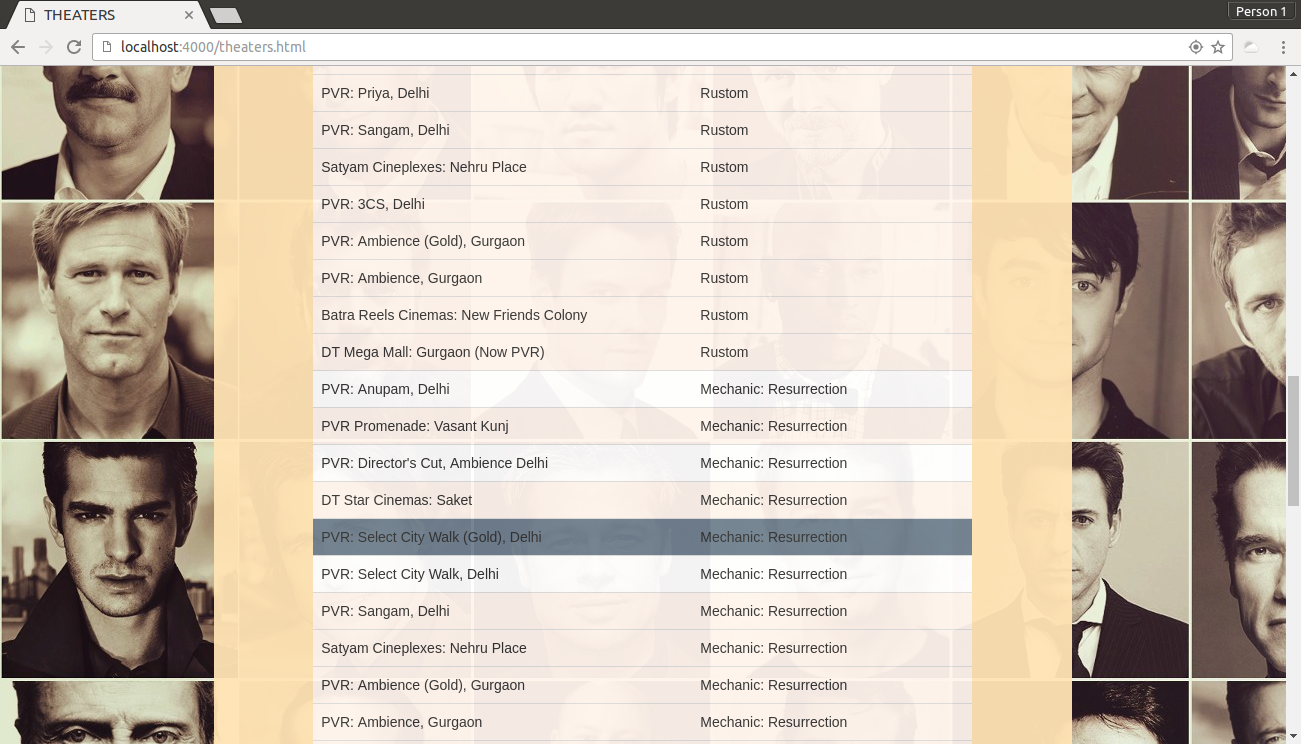 THEATERS
Person 1
localhost:4000/theaters.html
PVR: Priya, Delhi Rustom
PVR: Sangam, Delhi Rustom
Satyam Cineplexes: Nehru Place Rustom
PVR: 3CS, Delhi Rustom
PVR: Ambience (Gold), Gurgaon Rustom
PVR: Ambience, Gurgaon Rustom
Batra Reels Cinemas: New Friends Colony Rustom
DT Mega Mall: Gurgaon (Now PVR) Rustom
PVR: Anupam, Delhi Mechanic: Resurrection
PVR Promenade: Vasant Kunj Mechanic: Resurrection
PVR: Director's Cut, Ambience Delhi Mechanic: Resurrection
DT Star Cinemas: Saket Mechanic: Resurrection
PVR: Select City Walk (Gold), Delhi Mechanic: Resurrection
PVR: Select City Walk, Delhi Mechanic: Resurrection
PVR: Sangam, Delhi Mechanic: Resurrection
Satyam Cineplexes: Nehru Place Mechanic: Resurrection
PVR: Ambience (Gold), Gurgaon Mechanic: Resurrection
PVR: Ambience, Gurgaon Mechanic: Resurrection